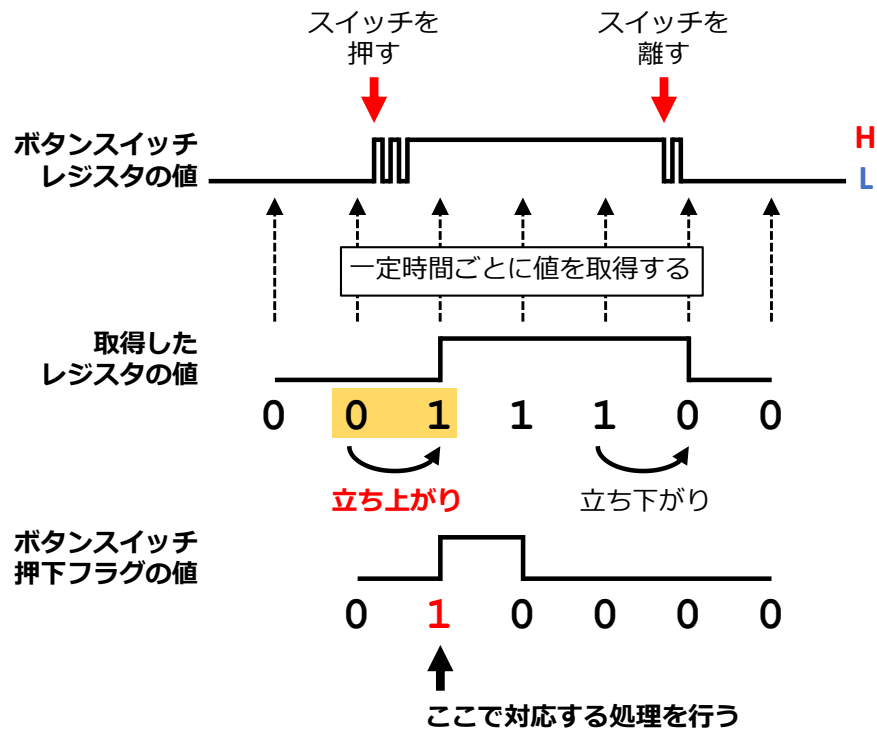 スイッチを
押す
スイッチを
離す
ボタンスイッチ
レジスタの値
H
L
一定時間ごとに値を取得する
取得した
レジスタの値
0 0 1 1 1 0 0
立ち上がり
立ち下がり
ボタンスイッチ
押下フラグの値
0 1 0 0 0 0
ここで対応する処理を行う